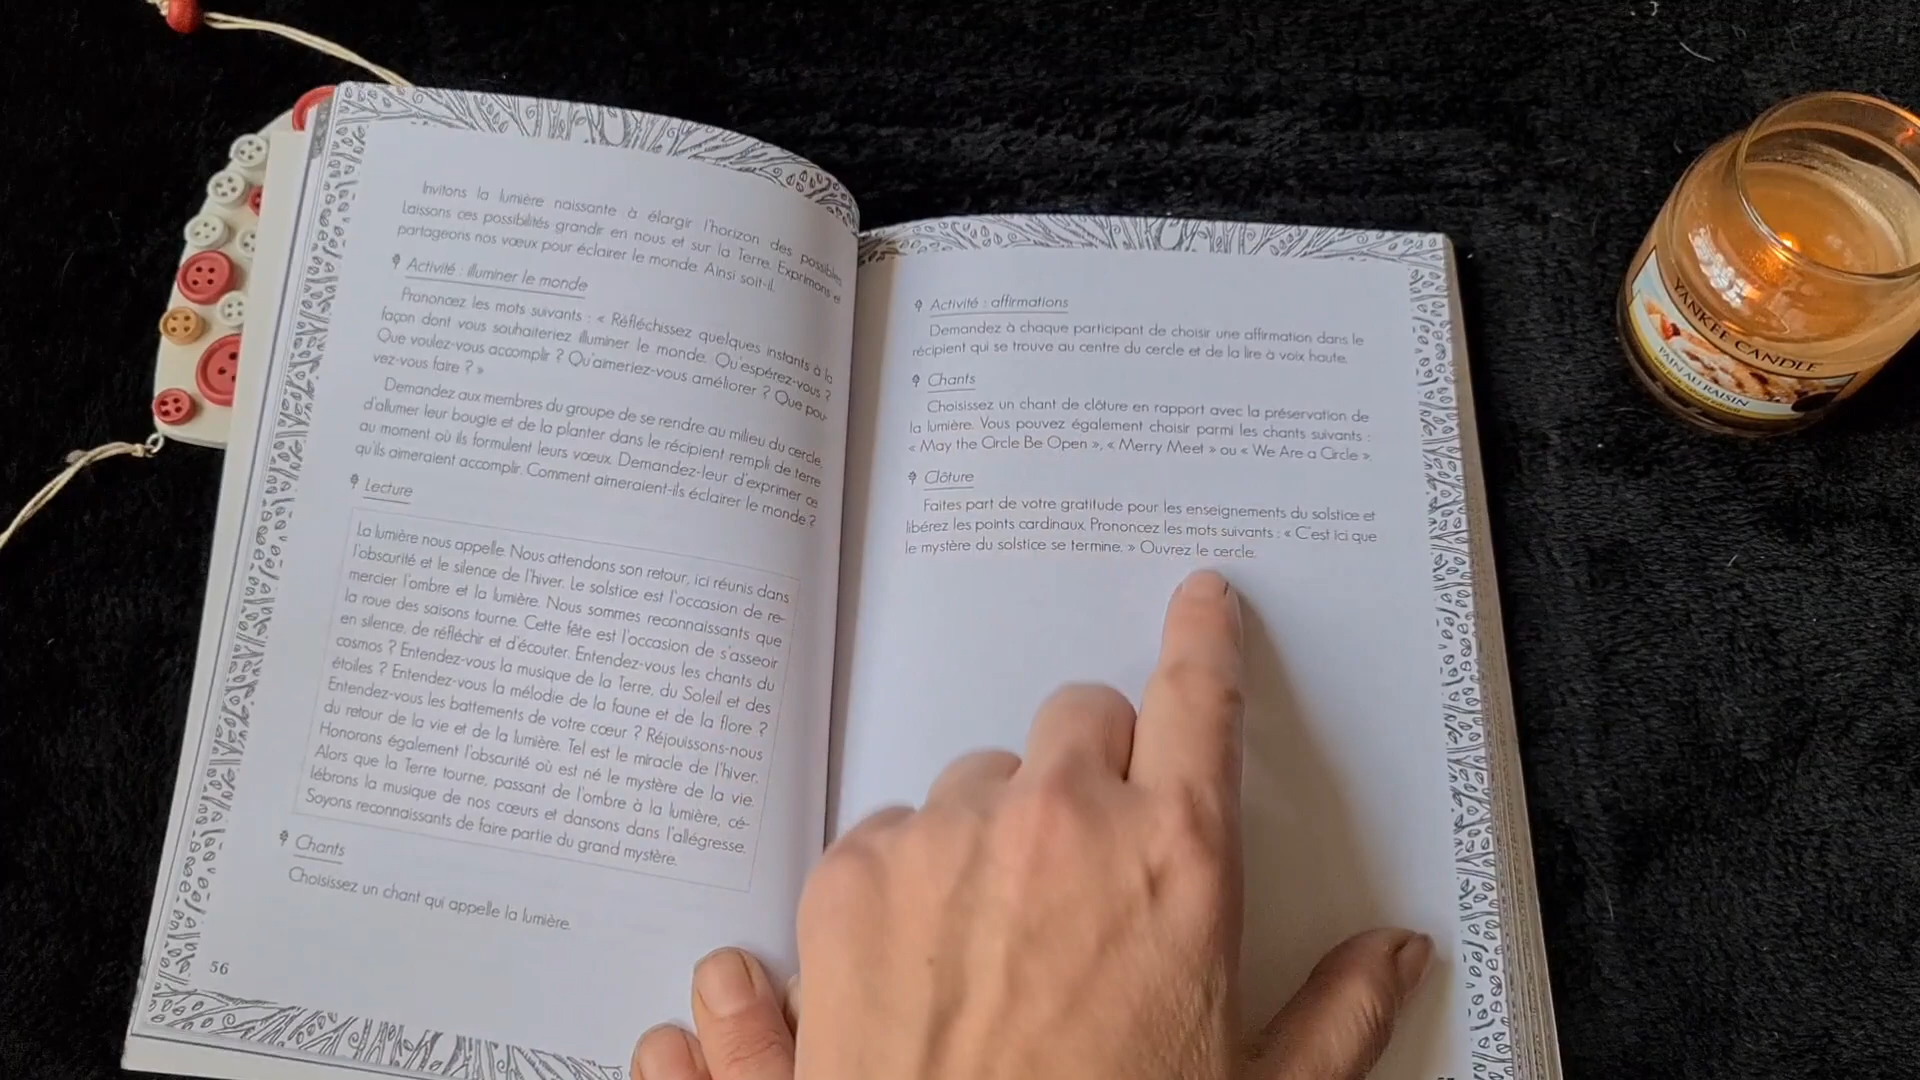 Invitons la lumière naissante à élargir l'horizon des possibles.
Laissons ces possibilités grandir en nous et sur la Terre. Exprimons et
partageons nos vœux pour éclairer le monde. Ainsi soit-il.
Activité : illuminer le monde
Prononcez les mots suivants : « Réfléchissez quelques instants à la
façon dont vous souhaiteriez illuminer le monde. Qu'espérez-vous ?
Que voulez-vous accomplir ? Qu'aimeriez-vous améliorer ? Que pou-
vez-vous faire ? »
Demandez aux membres du groupe de se rendre au milieu du cercle,
d'allumer leur bougie et de la planter dans le récipient rempli de terre
au moment où ils formulent leurs vœux. Demandez-leur d'exprimer ce
qu'ils aimeraient accomplir. Comment aimeraient-ils éclairer le monde ?
Lecture
La lumière nous appelle. Nous attendons son retour, ici réunis dans
l'obscurité et le silence de l'hiver. Le solstice est l'occasion de re-
mercier l'ombre et la lumière. Nous sommes reconnaissants que
la roue des saisons tourne. Cette fête est l'occasion de s'asseoir
en silence, de réfléchir et d'écouter. Entendez-vous les chants du
cosmos ? Entendez-vous la musique de la Terre, du Soleil et des
étoiles ? Entendez-vous la mélodie de la faune et de la flore ?
Entendez-vous les battements de votre cœur ? Réjouissons-nous
du retour de la vie et de la lumière. Tel est le miracle de l'hiver.
Honorons également l'obscurité où est né le mystère de la vie.
Alors que la Terre tourne, passant de l'ombre à la lumière, cé-
lébrons la musique de nos cœurs et dansons dans l'allégresse.
Soyons reconnaissants de faire partie du grand mystère.
Chants
Choisissez un chant qui appelle la lumière.
56
Activité : affirmations
Demandez à chaque participant de choisir une affirmation dans le
récipient qui se trouve au centre du cercle et de la lire à voix haute.
Chants
Choisissez un chant de clôture en rapport avec la préservation de
la lumière. Vous pouvez également choisir parmi les chants suivants :
« May the Circle Be Open », « Merry Meet » ou « We Are a Circle ».
Clôture
Faites part de votre gratitude pour les enseignements du solstice et
libérez les points cardinaux. Prononcez les mots suivants : « C'est ici que
le mystère du solstice se termine. » Ouvrez le cercle.
YANKEE CANDLE
PAIN AU RAISIN